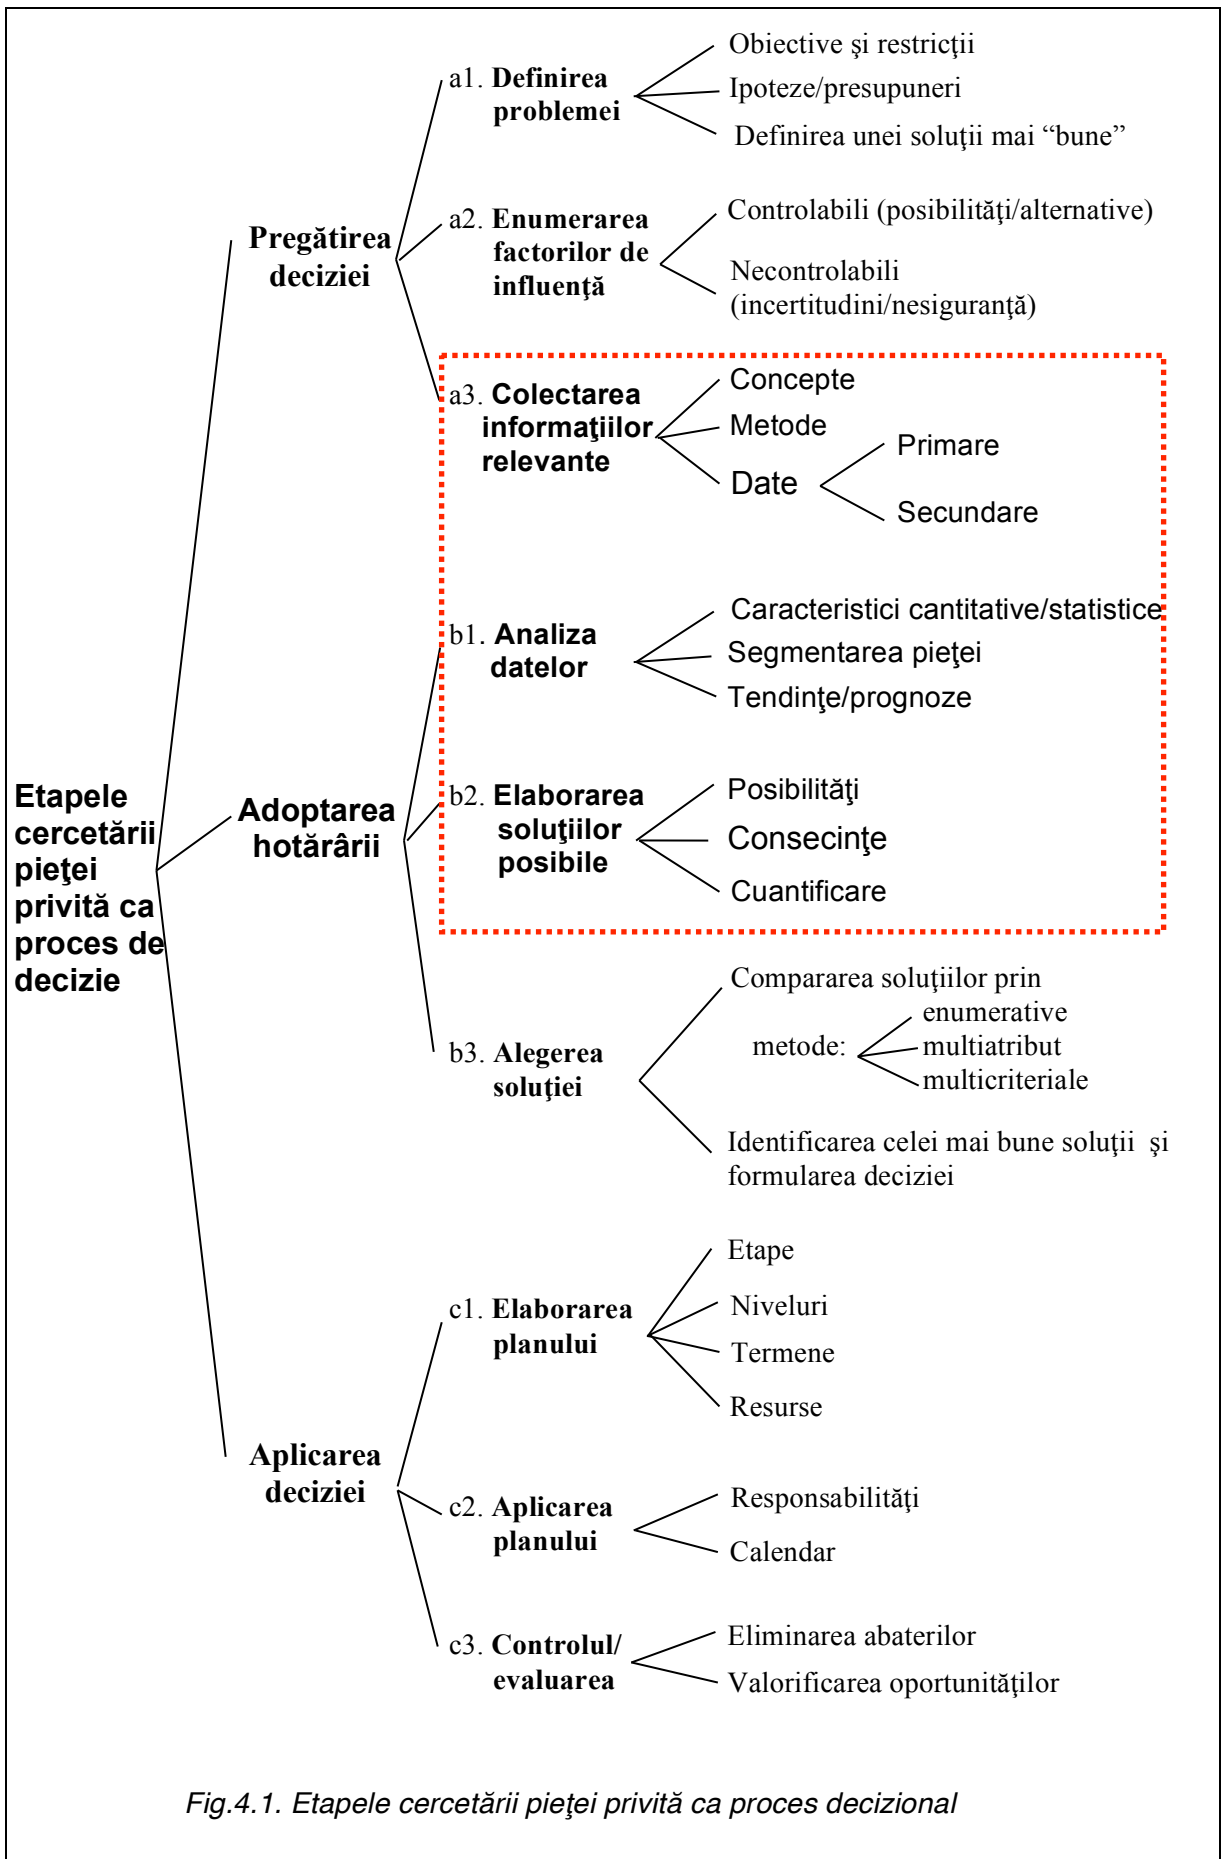 Etapele
cercetării
pieţei
privită ca
proces de
decizie
Pregătirea
deciziei
a1. Definirea
problemei
Obiective şi restricţii
Ipoteze/presupuneri
Definirea unei soluţii mai “bune”
a2. Enumerarea
factorilor de
influenţă
Controlabili (posibilităţi/alternative)
Necontrolabili
(incertitudini/nesiguranţă)
a3. Colectarea
informaţiilor
relevante
Concepte
Metode
Date
Primare
Secundare
Adoptarea
hotărârii
b1. Analiza
datelor
Caracteristici cantitative/statistice
Segmentarea pieţei
Tendinţe/prognoze
b2. Elaborarea
soluţiilor
posibile
Posibilităţi
Consecinţe
Cuantificare
b3. Alegerea
soluţiei
Compararea soluţiilor prin
metode:
enumerative
multiatribut
multicriteriale
Identificarea celei mai bune soluţii şi
formularea deciziei
Aplicarea
deciziei
c1. Elaborarea
planului
Etape
Niveluri
Termene
Resurse
c2. Aplicarea
planului
Responsabilităţi
Calendar
c3. Controlul/
evaluarea
Eliminarea abaterilor
Valorificarea oportunităţilor
Fig.4.1. Etapele cercetării pieţei privită ca proces decizional